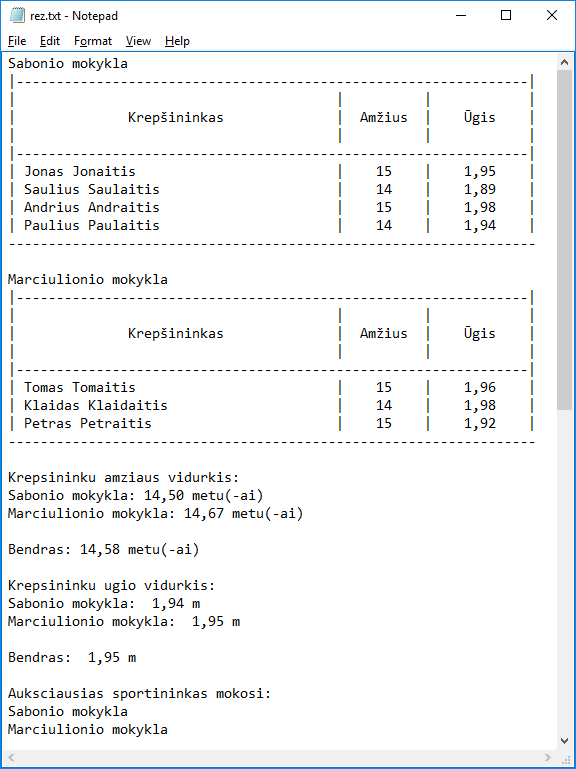 rez.txt - Notepad
File Edit Format View Help
Sabonio mokykla
|----------------------------------------------------------------|
| | | |
| Krepšininkas | Amžius | Ūgis |
| | | |
|----------------------------------------------------------------|
| Jonas Jonaitis | 15 | 1,95 |
| Saulius Saulaitis | 14 | 1,89 |
| Andrius Andraitis | 15 | 1,98 |
| Paulius Paulaitis | 14 | 1,94 |
------------------------------------------------------------------
Marciulionio mokykla
|----------------------------------------------------------------|
| | | |
| Krepšininkas | Amžius | Ūgis |
| | | |
|----------------------------------------------------------------|
| Tomas Tomaitis | 15 | 1,96 |
| Klaidas Klaidaitis | 14 | 1,98 |
| Petras Petraitis | 15 | 1,92 |
------------------------------------------------------------------
Krepsininku amziaus vidurkis:
Sabonio mokykla: 14,50 metu(-ai)
Marciulionio mokykla: 14,67 metu(-ai)
Bendras: 14,58 metu(-ai)
Krepsininku ugio vidurkis:
Sabonio mokykla:  1,94 m
Marciulionio mokykla:  1,95 m
Bendras:  1,95 m
Auksciausias sportininkas mokosi:
Sabonio mokykla
Marciulionio mokykla